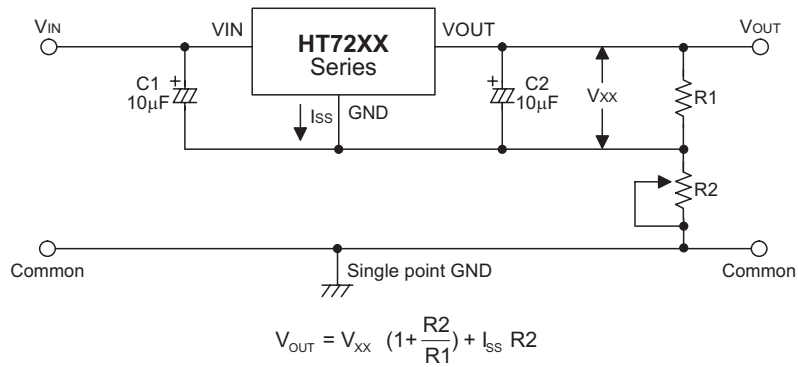 VIN
VIN
HT72XX
Series
VOUT
VOUT
C1
10μF
+
ISS
GND
+
C2
10μF
VXX
R1
R2
Common
Single point GND
Common
VOUT = VXX (1+ R2/R1) + ISS R2